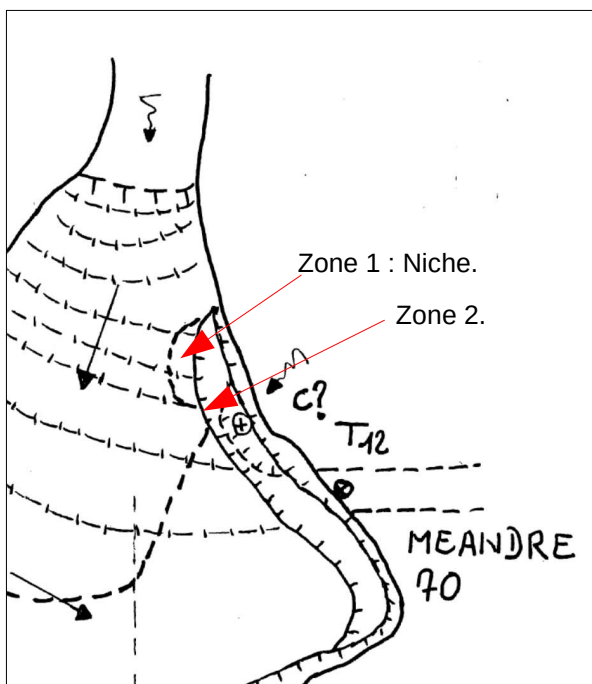 Zone 1 : Niche.
Zone 2.
C?
T12
MEANDRE
70